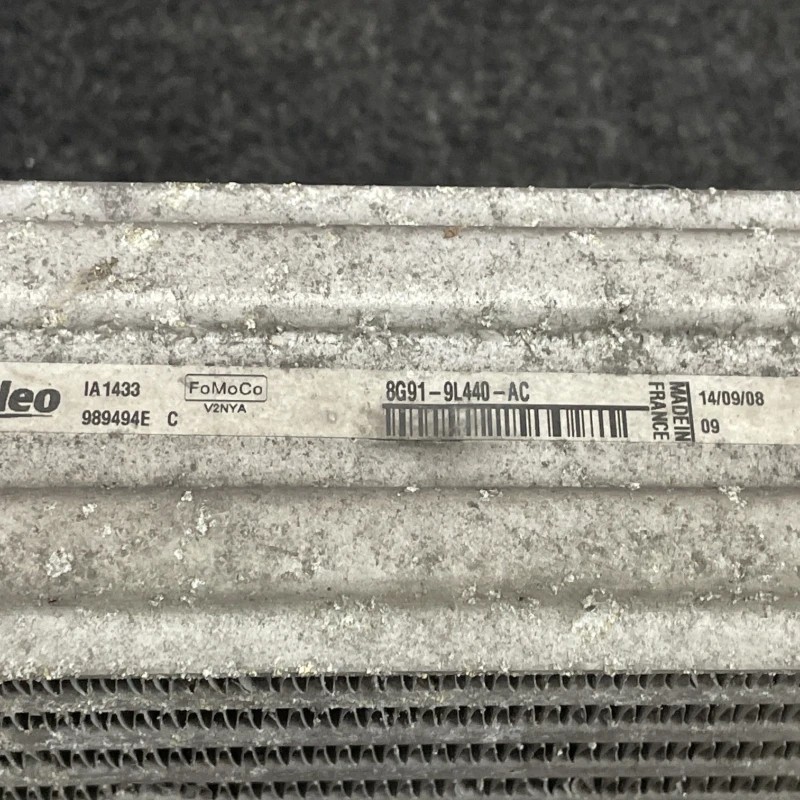 leo
IA1433
989494E C
FoMoCo
V2NYA
8G91-9L440-AC
MADE IN
FRANCE
14/09/08
09